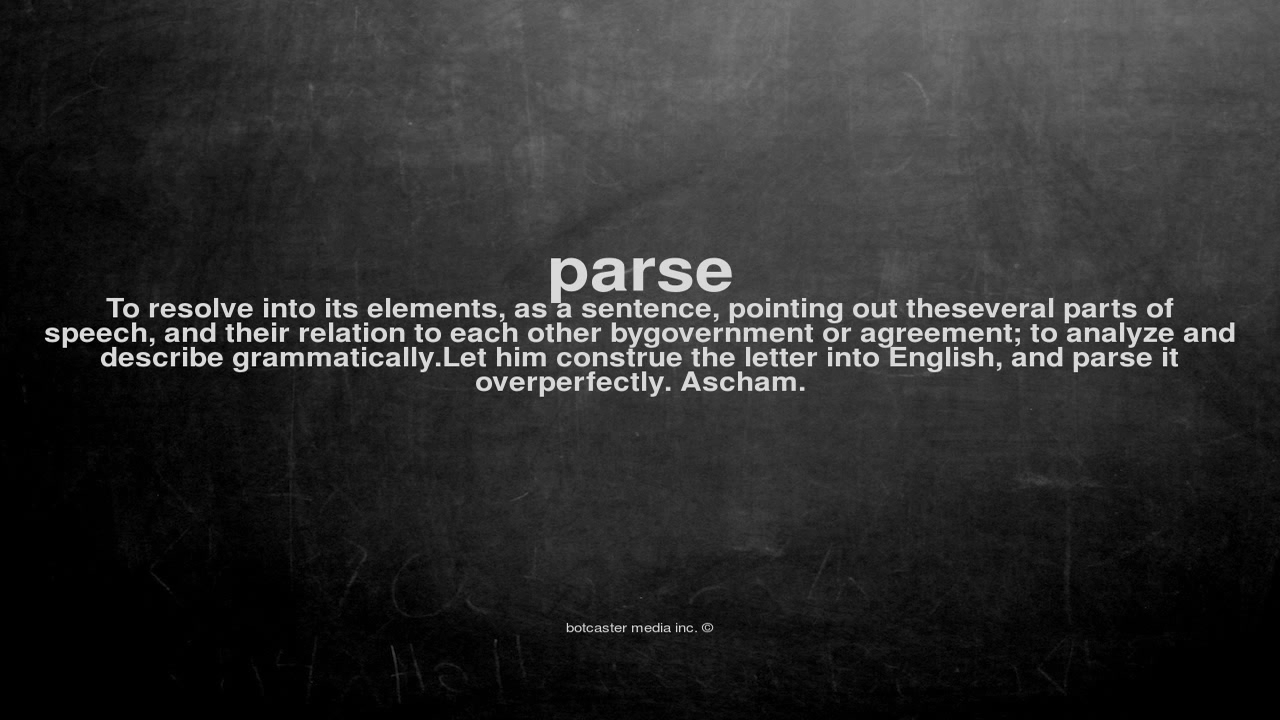 parse
To resolve into its elements, as a sentence, pointing out theseveral parts of
speech, and their relation to each other bygovernment or agreement; to analyze and
describe grammatically.Let him construe the letter into English, and parse it
overperfectly. Ascham.
botcaster media inc. ©